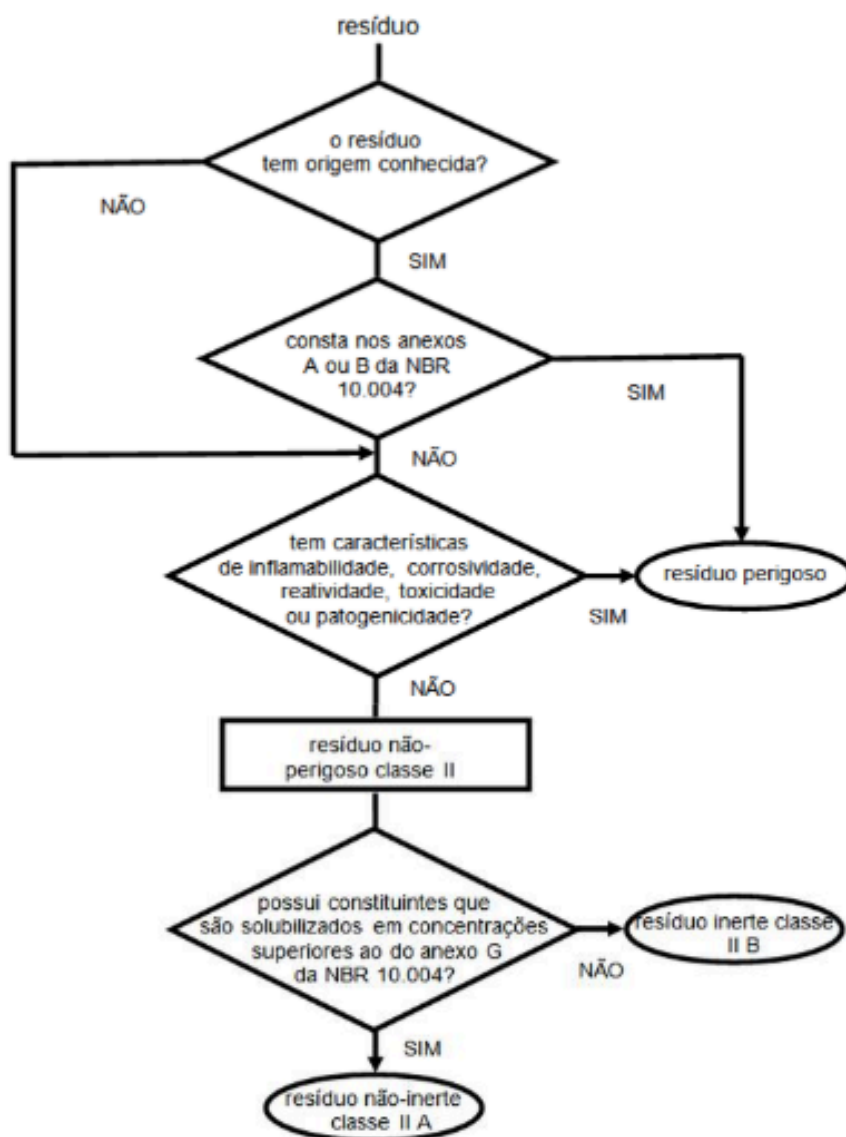 resíduo
o resíduo
tem origem conhecida?
NÃO
SIM
consta nos anexos
A ou B da NBR
10.004?
SIM
NÃO
tem características
de inflamabilidade, corrosividade,
reatividade, toxicidade
ou patogenicidade?
resíduo perigoso
SIM
NÃO
resíduo não-
perigoso classe II
possui constituintes que
são solubilizados em concentrações
superiores ao do anexo G
da NBR 10.004?
resíduo inerte classe
II B
NÃO
SIM
resíduo não-inerte
classe II A